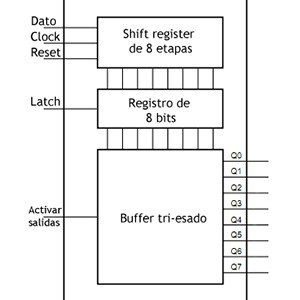 Dato
Clock
Reset
Shift register
de 8 etapas
Latch
Registro de
8 bits
Activar
salidas
Buffer tri-esado
Q0
Q1
Q2
Q3
Q4
Q5
Q6
Q7